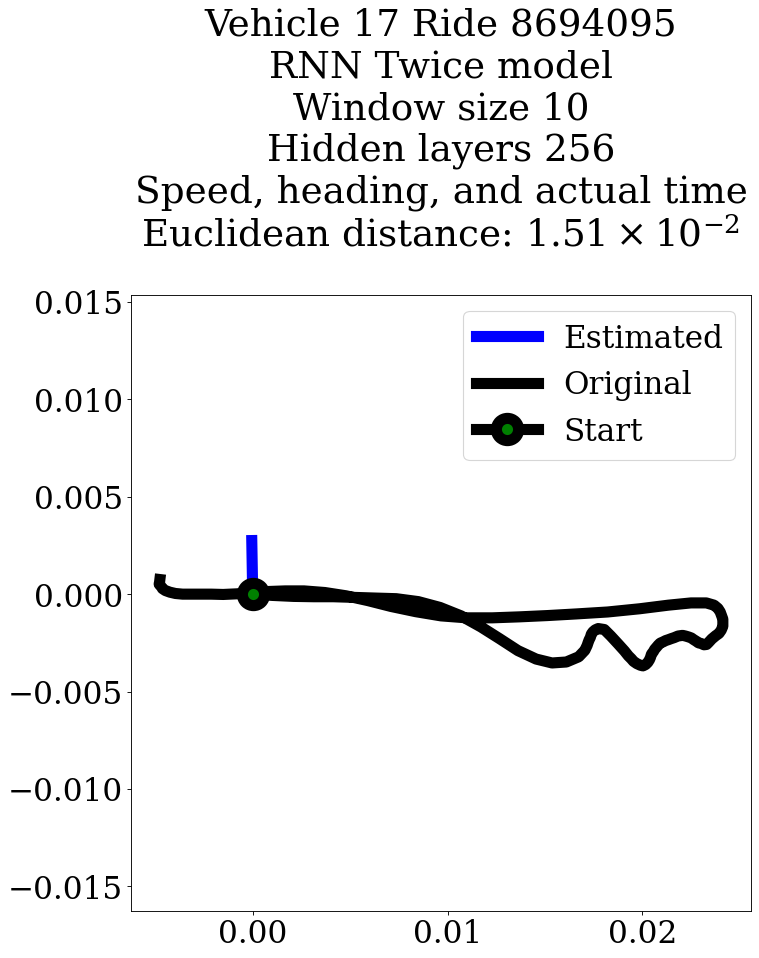 Vehicle 17 Ride 8694095
RNN Twice model
Window size 10
Hidden layers 256
Speed, heading, and actual time
Euclidean distance: 1.51 × 10⁻²
0.015
0.010
0.005
0.000
−0.005
−0.010
−0.015
Estimated
Original
Start
0.00 0.01 0.02